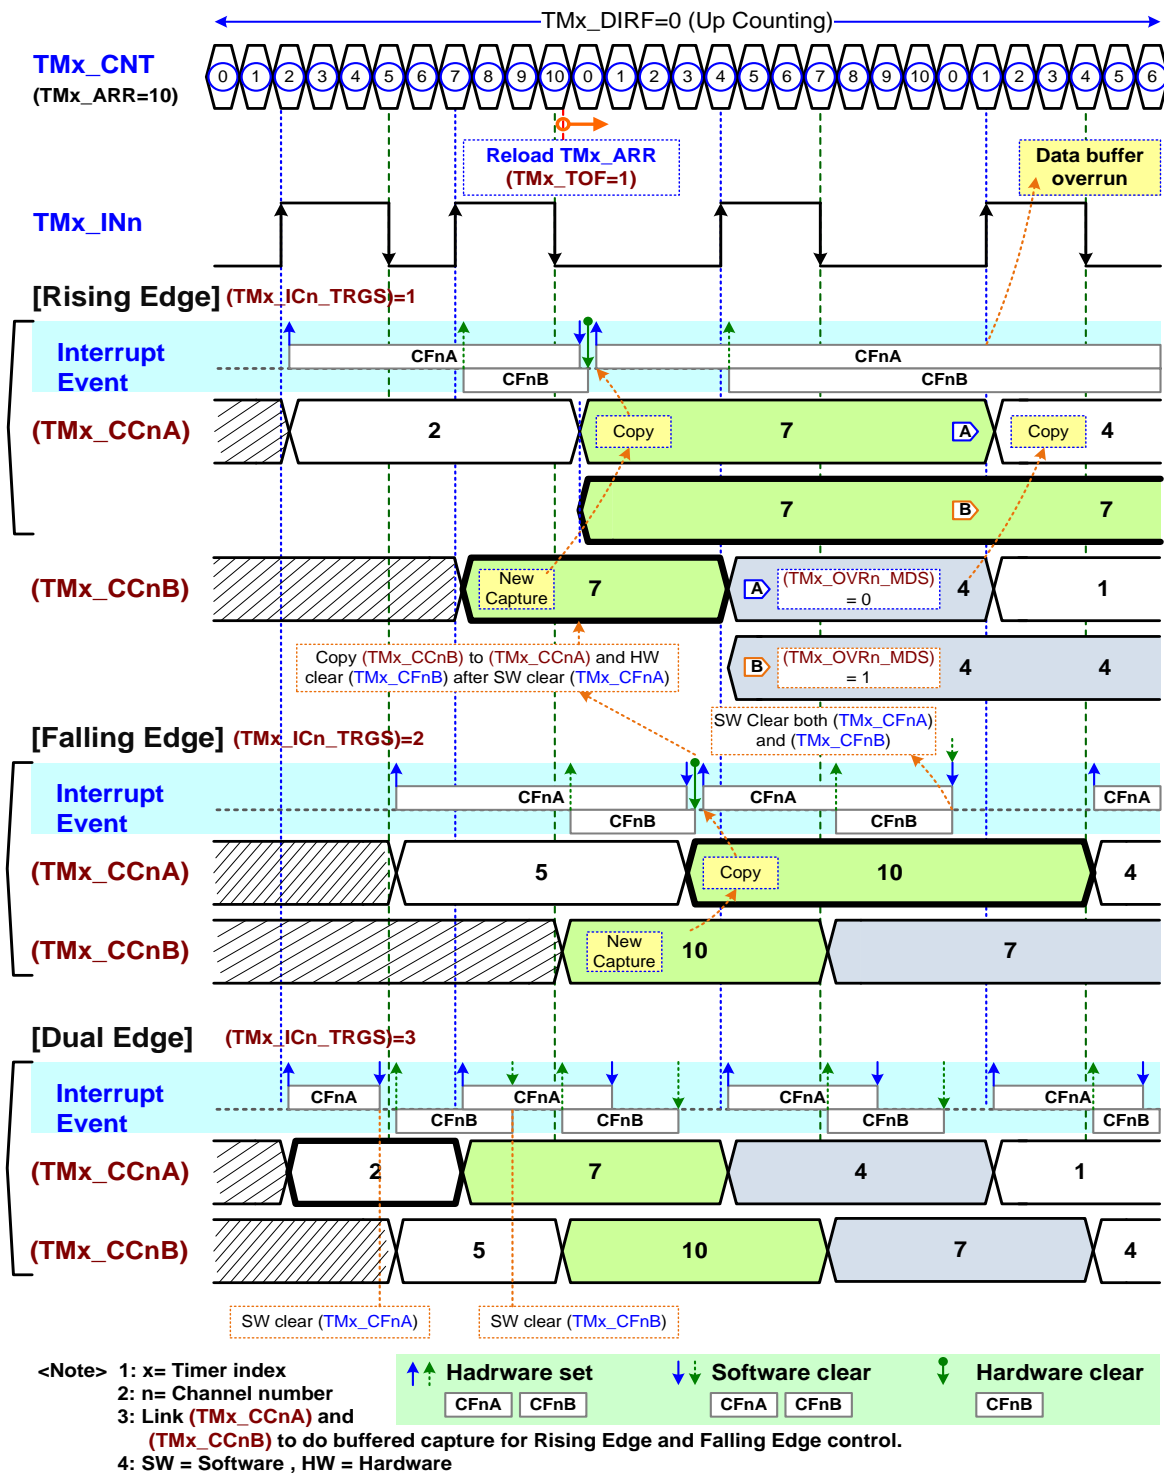 TMx_DIRF=0 (Up Counting)
TMx_CNT
(TMx_ARR=10)
0 1 2 3 4 5 6 7 8 9 10 0 1 2 3 4 5 6 7 8 9 10 0 1 2 3 4 5 6
Reload TMx_ARR
(TMx_TOF=1)
Data buffer
overrun
TMx_INn
[Rising Edge] (TMx_ICn_TRGS)=1
Interrupt
Event
CFnA CFnA
CFnB CFnB
(TMx_CCnA)
2 Copy 7 A Copy 4
7 B 7
(TMx_CCnB)
New
Capture
7
A (TMx_OVRn_MDS)
= 0
4 1
B (TMx_OVRn_MDS)
= 1
4 4
Copy (TMx_CCnB) to (TMx_CCnA) and HW
clear (TMx_CFnB) after SW clear (TMx_CFnA)
SW Clear both (TMx_CFnA)
and (TMx_CFnB)
[Falling Edge] (TMx_ICn_TRGS)=2
Interrupt
Event
CFnA CFnA CFnA
CFnB CFnB
(TMx_CCnA)
5 Copy 10 4
(TMx_CCnB)
New
Capture
10 7
[Dual Edge] (TMx_ICn_TRGS)=3
Interrupt
Event
CFnA CFnA CFnA CFnA
CFnB CFnB CFnB CFnB
(TMx_CCnA)
2 7 4 1
(TMx_CCnB)
5 10 7 4
SW clear (TMx_CFnA) SW clear (TMx_CFnB)
<Note> 1: x= Timer index
2: n= Channel number
3: Link (TMx_CCnA) and
(TMx_CCnB) to do buffered capture for Rising Edge and Falling Edge control.
4: SW = Software , HW = Hardware
Hadrware set Software clear Hardware clear
CFnA CFnB CFnA CFnB CFnB